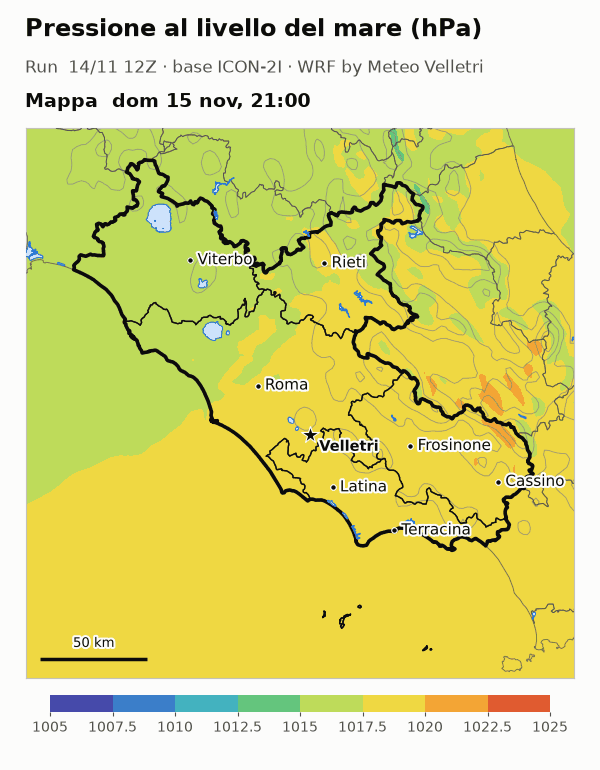 Pressione al livello del mare (hPa)
Run  14/11 12Z · base ICON-2I · WRF by Meteo Velletri
Mappa  dom 15 nov, 21:00
Viterbo
Rieti
Roma
Velletri
Frosinone
Latina
Cassino
Terracina
50 km
1005 1007.5 1010 1012.5 1015 1017.5 1020 1022.5 1025